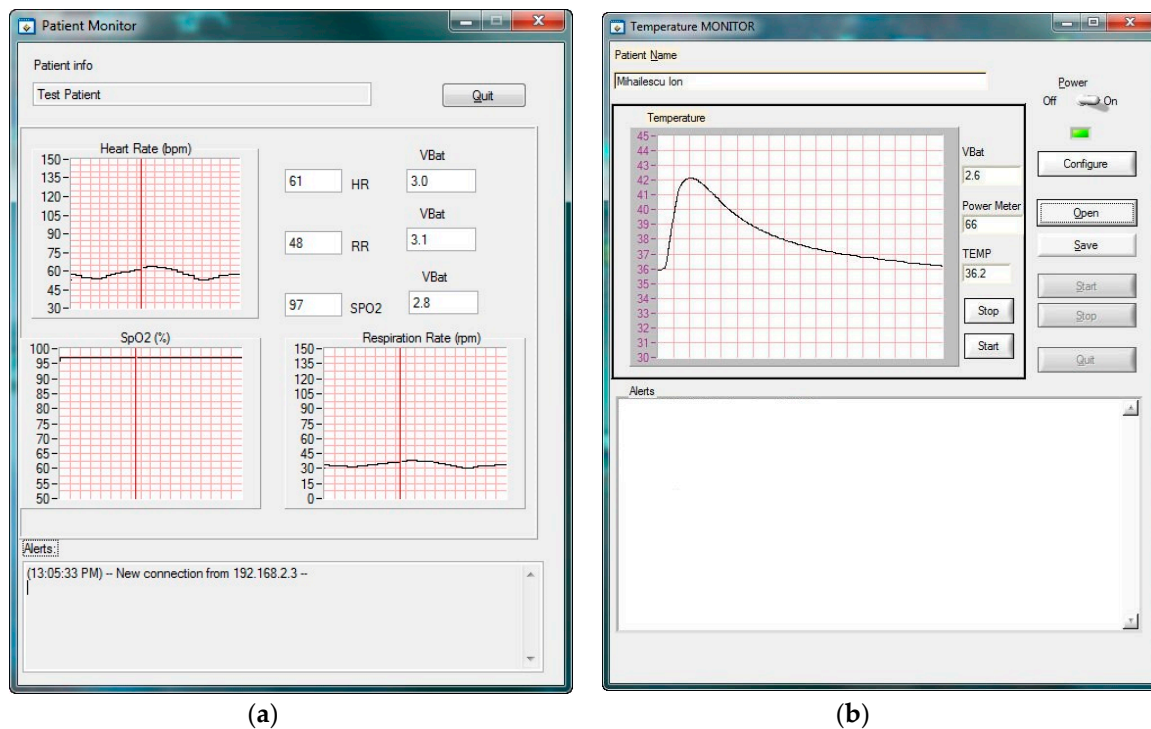 Patient Monitor
Patient info
Test Patient
Quit
Heart Rate (bpm)
150
135
120
105
90
75
60
45
30
VBat
61 HR 3.0
VBat
48 RR 3.1
VBat
97 SPO2 2.8
SpO2 (%)
100
95
90
85
80
75
70
65
60
55
50
Respiration Rate (rpm)
150
135
120
105
90
75
60
45
30
15
0
Alerts:
(13:05:33 PM) -- New connection from 192.168.2.3 --
(a)
Temperature MONITOR
Patient Name
Mihailescu Ion
Power
Off On
Temperature
45
44
43
42
41
40
39
38
37
36
35
34
33
32
31
30
VBat
2.6
Power Meter
66
TEMP
36.2
Stop
Start
Configure
Open
Save
Start
Stop
Quit
Alerts
(b)